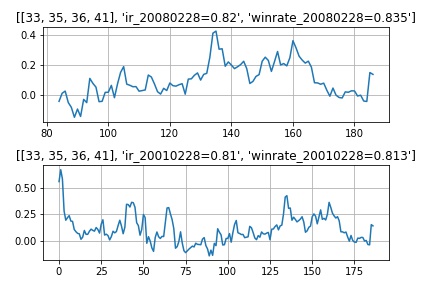 [[33, 35, 36, 41], 'ir_20080228=0.82', 'winrate_20080228=0.835']
0.4
0.2
0.0
80 100 120 140 160 180
[[33, 35, 36, 41], 'ir_20010228=0.81', 'winrate_20010228=0.813']
0.50
0.25
0.00
0 25 50 75 100 125 150 175